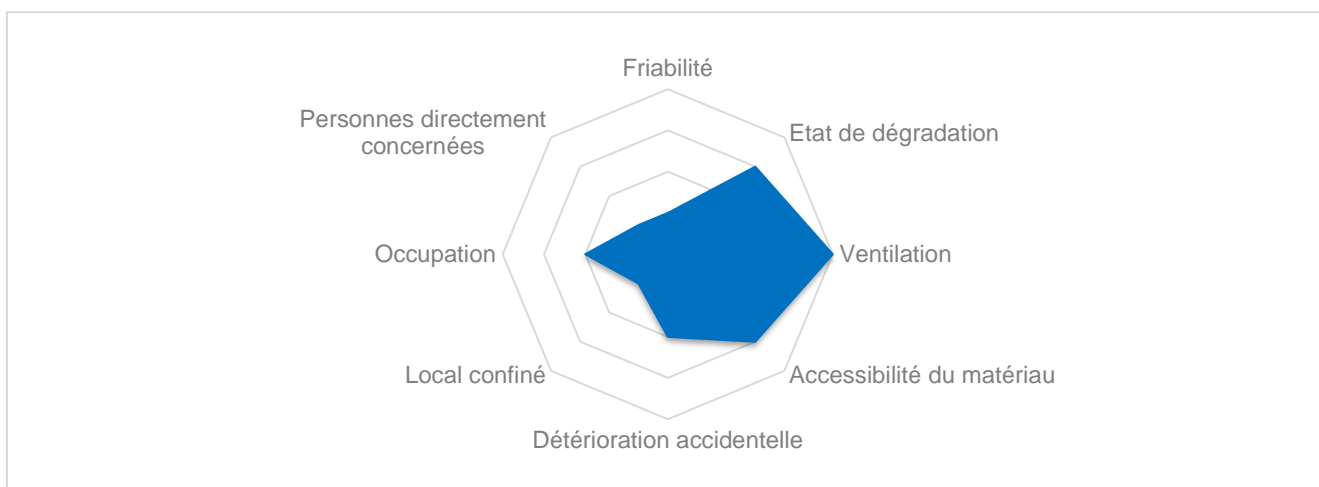 Friabilité
Personnes directement
concernées
Etat de dégradation
Occupation
Ventilation
Local confiné
Accessibilité du matériau
Détérioration accidentelle